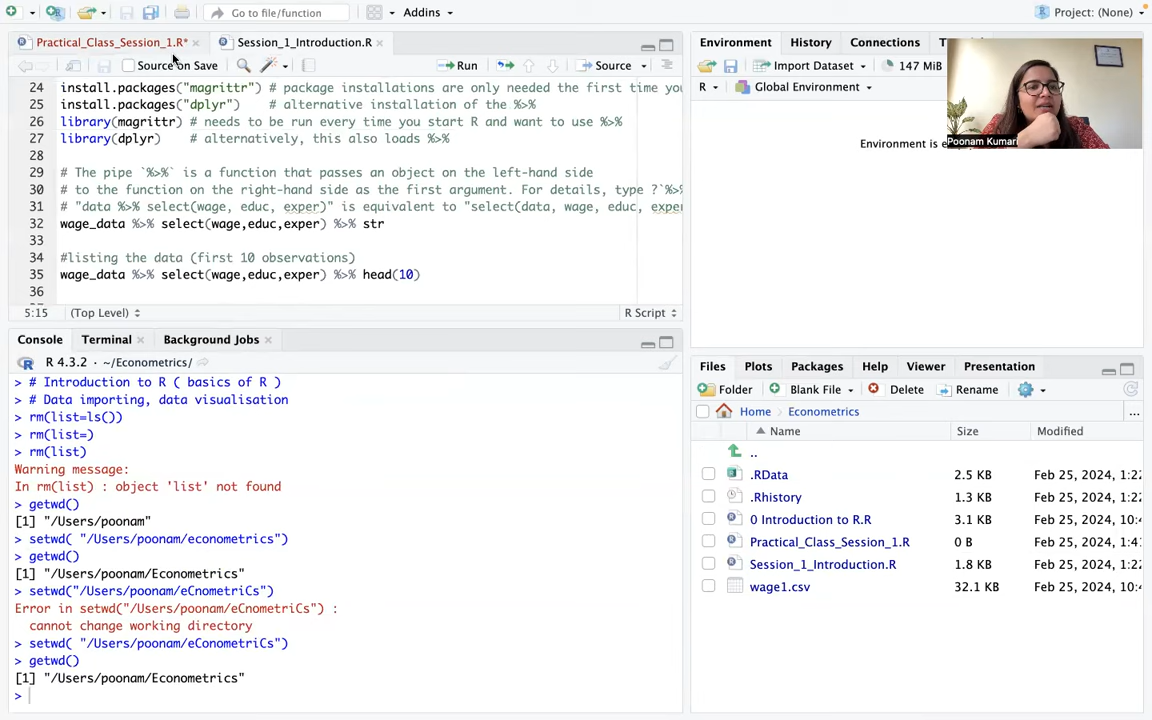 Go to file/function
Addins
Project: (None)
Practical_Class_Session_1.R*
Session_1_Introduction.R
Source on Save
Run
Source
24 install.packages("magrittr") # package installations are only needed the first time you
25 install.packages("dplyr") # alternative installation of the %>%
26 library(magrittr) # needs to be run every time you start R and want to use %>%
27 library(dplyr) # alternatively, this also loads %>%
28
29 # The pipe `%>%` is a function that passes an object on the left-hand side
30 # to the function on the right-hand side as the first argument. For details, type ?`%>%
31 # "data %>% select(wage, educ, exper)" is equivalent to "select(data, wage, educ, exper
32 wage_data %>% select(wage,educ,exper) %>% str
33
34 #listing the data (first 10 observations)
35 wage_data %>% select(wage,educ,exper) %>% head(10)
36
5:15 (Top Level) R Script
Console Terminal Background Jobs
R 4.3.2 · ~/Econometrics/
> # Introduction to R ( basics of R )
> # Data importing, data visualisation
> rm(list=ls())
> rm(list=)
> rm(list)
Warning message:
In rm(list) : object 'list' not found
> getwd()
[1] "/Users/poonam"
> setwd( "/Users/poonam/econometrics")
> getwd()
[1] "/Users/poonam/Econometrics"
> setwd("/Users/poonam/eCnometriCs")
Error in setwd("/Users/poonam/eCnometriCs") :
cannot change working directory
> setwd( "/Users/poonam/eConometriCs")
> getwd()
[1] "/Users/poonam/Econometrics"
>
Environment History Connections
Import Dataset 147 MiB
R Global Environment
Environment is
Poonam Kumari
Files Plots Packages Help Viewer Presentation
Folder Blank File Delete Rename
Home Econometrics ...
Name Size Modified
..
.RData 2.5 KB Feb 25, 2024, 1:22
.Rhistory 1.3 KB Feb 25, 2024, 1:22
0 Introduction to R.R 3.1 KB Feb 25, 2024, 10:4
Practical_Class_Session_1.R 0 B Feb 25, 2024, 1:41
Session_1_Introduction.R 1.8 KB Feb 25, 2024, 1:22
wage1.csv 32.1 KB Feb 25, 2024, 10:4